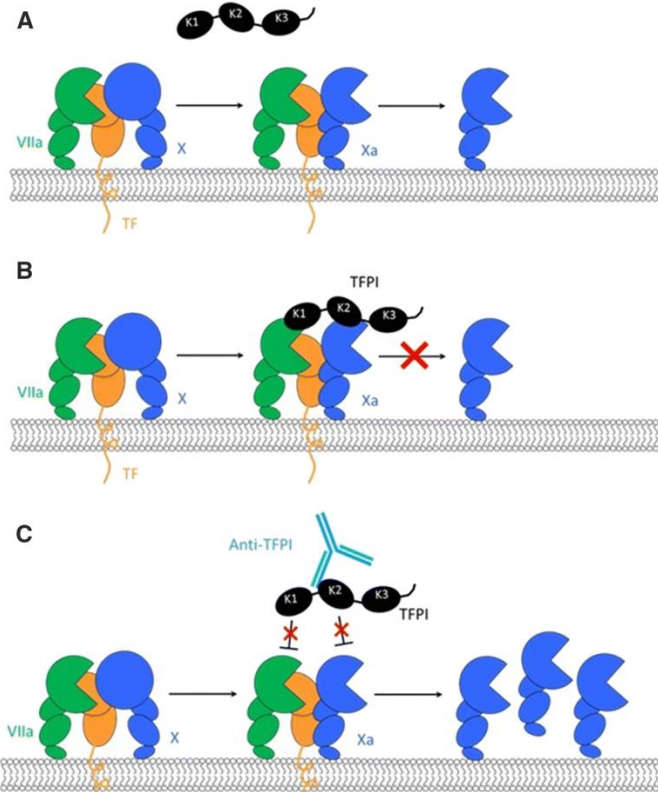 A
K1 K2 K3
VIIa
X
Xa
TF
B
TFPI
K1 K2 K3
VIIa
X
Xa
TF
C
Anti-TFPI
K1 K2 K3
TFPI
VIIa
X
Xa